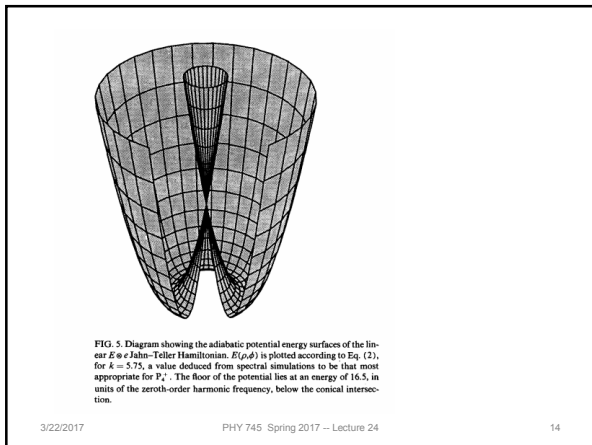 FIG. 5. Diagram showing the adiabatic potential energy surfaces of the lin-
ear E⊗e Jahn–Teller Hamiltonian. E(ρ,ϕ) is plotted according to Eq. (2),
for k = 5.75, a value deduced from spectral simulations to be that most
appropriate for P₄⁺. The floor of the potential lies at an energy of 16.5, in
units of the zeroth-order harmonic frequency, below the conical intersec-
tion.
3/22/2017 PHY 745 Spring 2017 -- Lecture 24 14